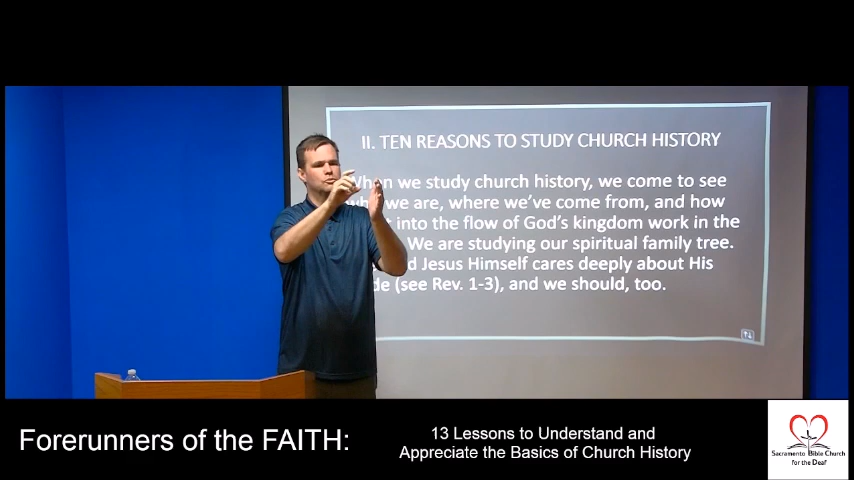 II. TEN REASONS TO STUDY CHURCH HISTORY
When we study church history, we come to see
we are, where we've come from, and how
into the flow of God's kingdom work in the
We are studying our spiritual family tree.
Jesus Himself cares deeply about His
(see Rev. 1-3), and we should, too.
Forerunners of the FAITH:
13 Lessons to Understand and
Appreciate the Basics of Church History
Sacramento Bible Church
for the Deaf